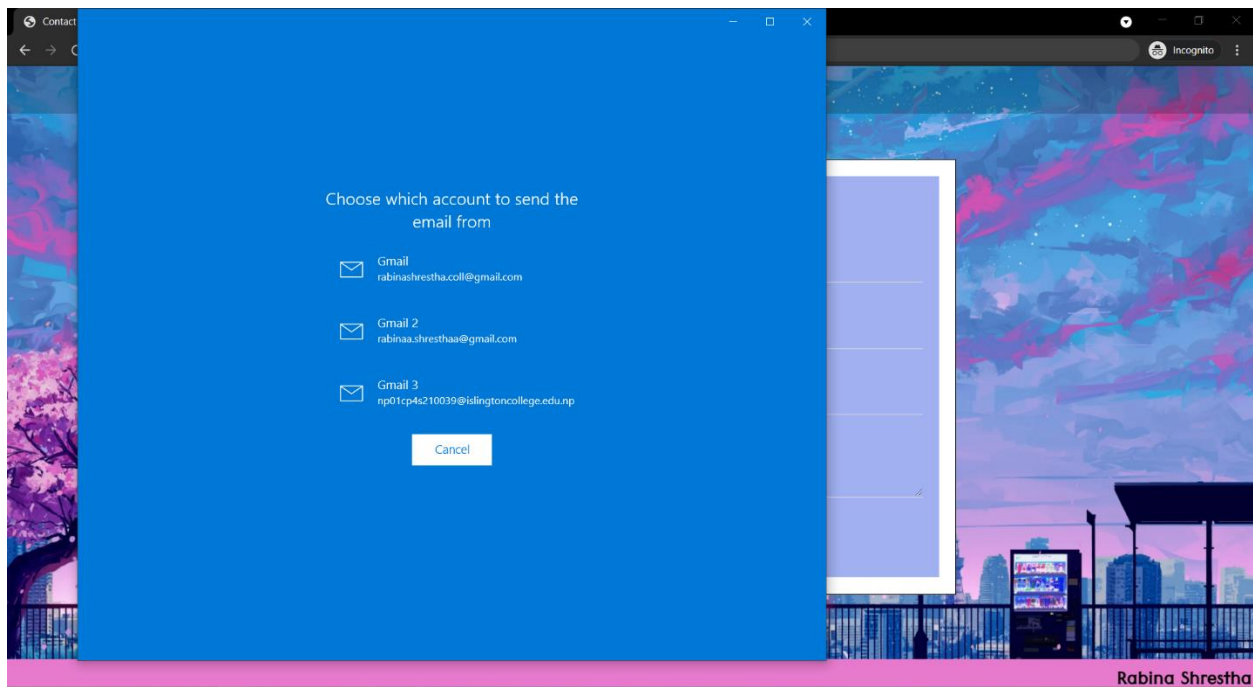 Contact
Incognito
Choose which account to send the
email from
Gmail
rabinashrestha.coll@gmail.com
Gmail 2
rabinaa.shresthaa@gmail.com
Gmail 3
np01cp4s210039@islingtoncollege.edu.np
Cancel
Rabina Shrestha